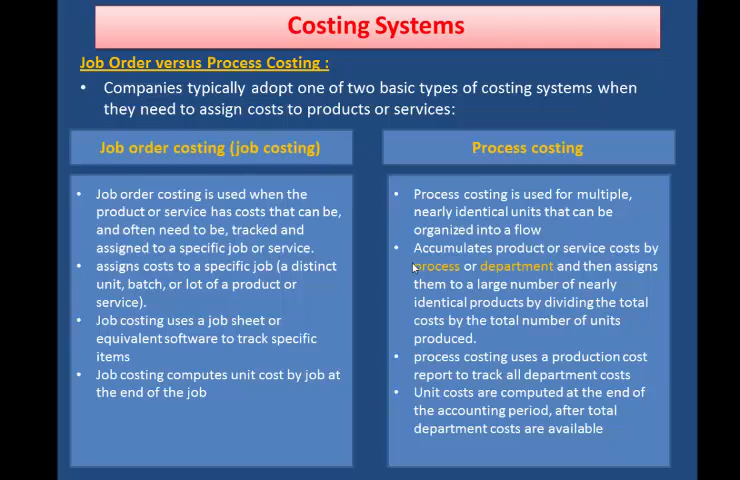 Costing Systems
Job Order versus Process Costing :
• Companies typically adopt one of two basic types of costing systems when
they need to assign costs to products or services:
Job order costing (job costing)
• Job order costing is used when the
product or service has costs that can be,
and often need to be, tracked and
assigned to a specific job or service.
• assigns costs to a specific job (a distinct
unit, batch, or lot of a product or
service).
• Job costing uses a job sheet or
equivalent software to track specific
items
• Job costing computes unit cost by job at
the end of the job
Process costing
• Process costing is used for multiple,
nearly identical units that can be
organized into a flow
• Accumulates product or service costs by
process or department and then assigns
them to a large number of nearly
identical products by dividing the total
costs by the total number of units
produced.
• process costing uses a production cost
report to track all department costs
• Unit costs are computed at the end of
the accounting period, after total
department costs are available